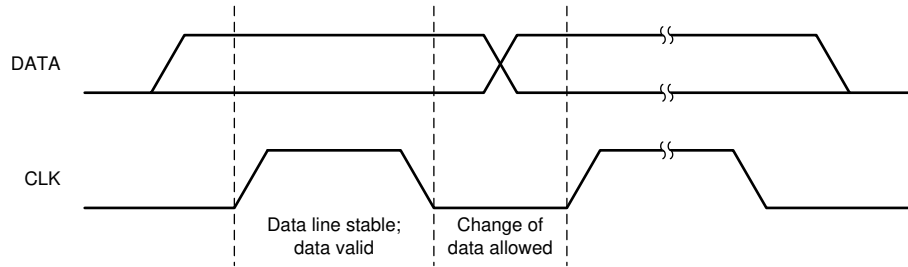 DATA
CLK
Data line stable;
data valid
Change of
data allowed